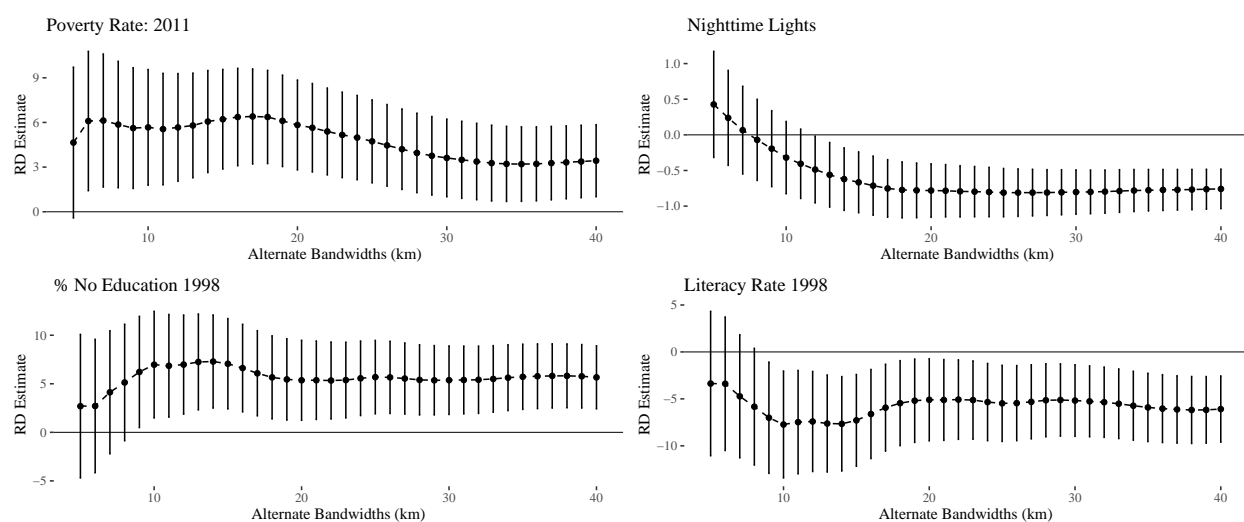 Poverty Rate: 2011
RD Estimate
9
6
3
0
10 20 30 40
Alternate Bandwidths (km)
Nighttime Lights
RD Estimate
1.0
0.5
0.0
−0.5
−1.0
10 20 30 40
Alternate Bandwidths (km)
% No Education 1998
RD Estimate
10
5
0
−5
10 20 30 40
Alternate Bandwidths (km)
Literacy Rate 1998
RD Estimate
5
0
−5
−10
10 20 30 40
Alternate Bandwidths (km)